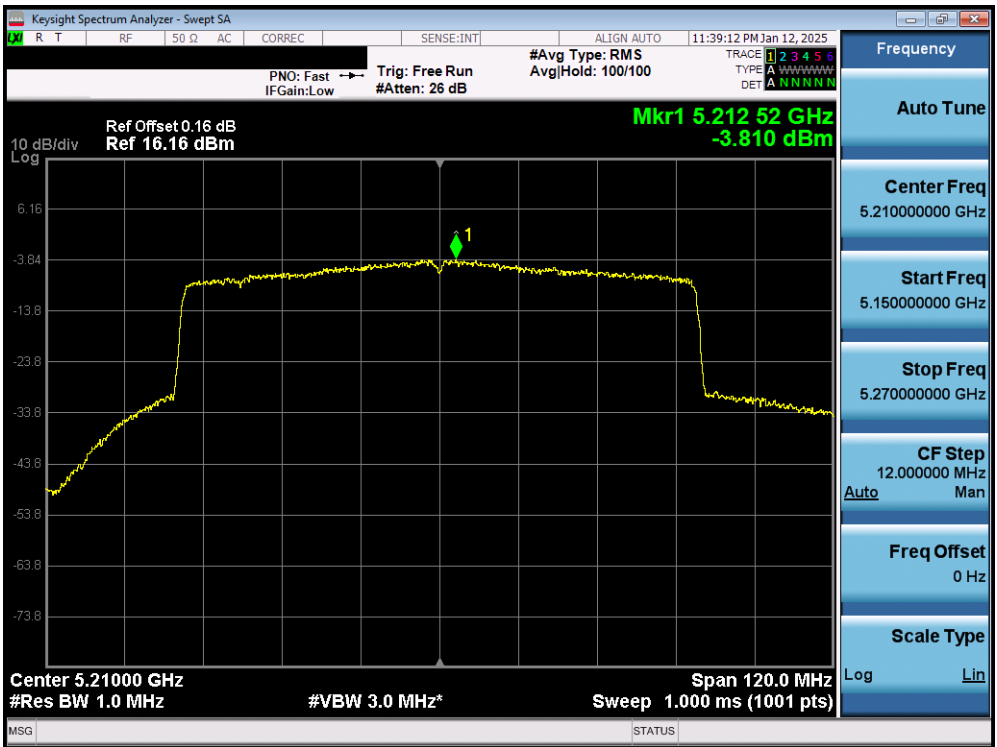 Keysight Spectrum Analyzer - Swept SA
LXI R T RF 50 Ω AC CORREC SENSE:INT ALIGN AUTO 11:39:12 PM Jan 12, 2025
PNO: Fast
IFGain:Low
Trig: Free Run
#Atten: 26 dB
#Avg Type: RMS
Avg|Hold: 100/100
TRACE 1 2 3 4 5 6
TYPE A WWWWW
DET A N N N N N
Mkr1 5.212 52 GHz
-3.810 dBm
Ref Offset 0.16 dB
10 dB/div Ref 16.16 dBm
Log
1
6.16
-3.84
-13.8
-23.8
-33.8
-43.8
-53.8
-63.8
-73.8
Center 5.21000 GHz
Span 120.0 MHz
#Res BW 1.0 MHz
#VBW 3.0 MHz*
Sweep 1.000 ms (1001 pts)
MSG
STATUS
Frequency
Auto Tune
Center Freq
5.210000000 GHz
Start Freq
5.150000000 GHz
Stop Freq
5.270000000 GHz
CF Step
12.000000 MHz
Auto Man
Freq Offset
0 Hz
Scale Type
Log Lin